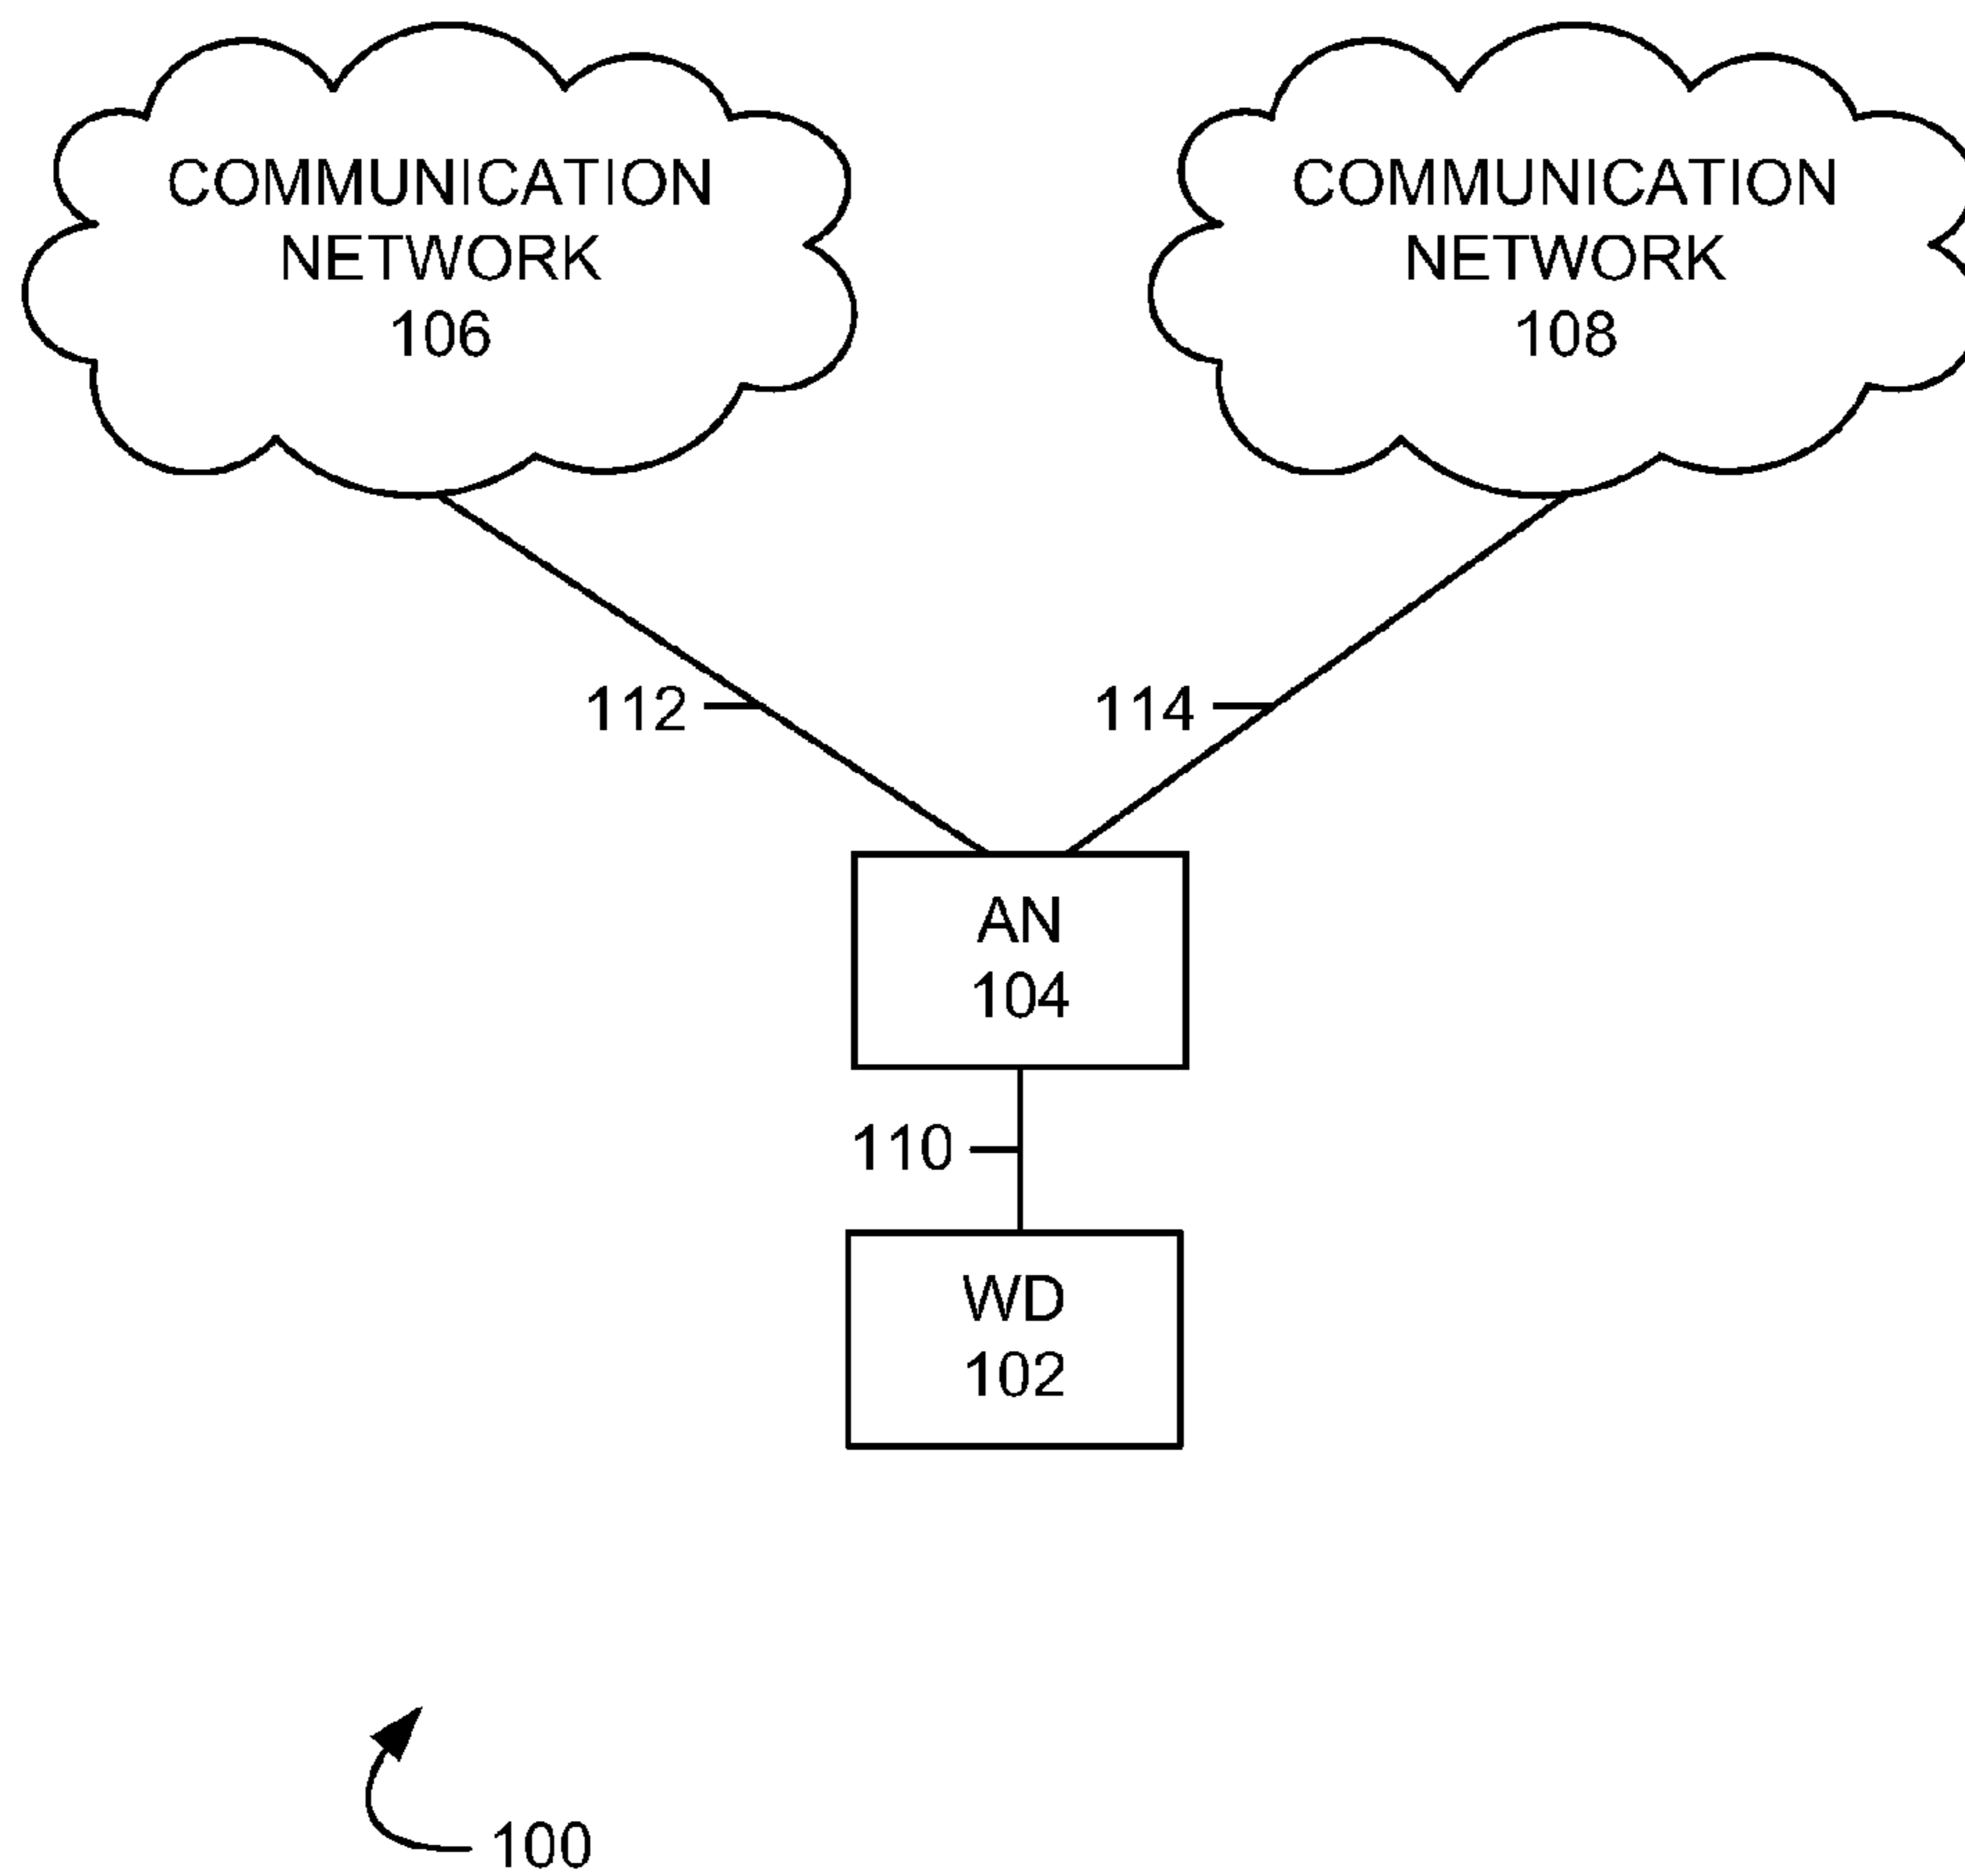 COMMUNICATION
NETWORK
106
COMMUNICATION
NETWORK
108
112
114
AN
104
110
WD
102
100